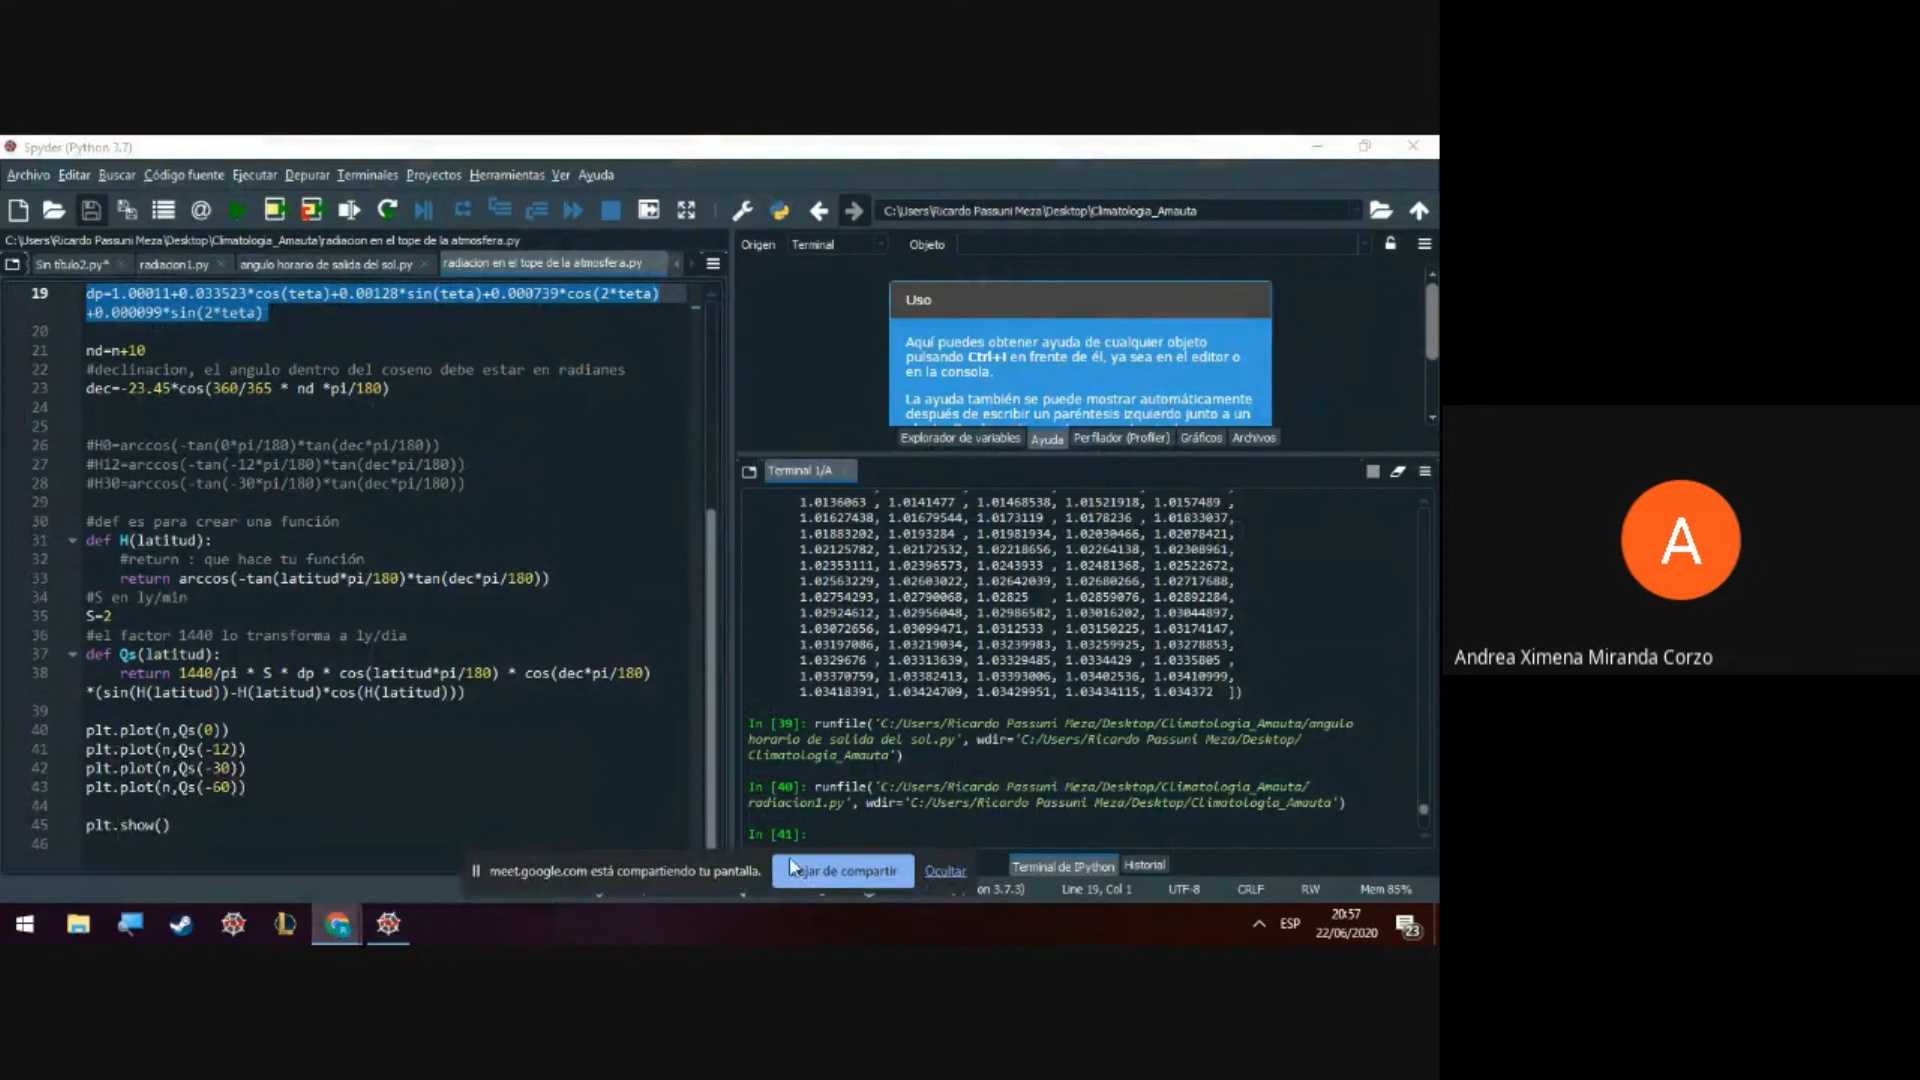 Spyder (Python 3.7)
Archivo Editar Buscar Código fuente Ejecutar Depurar Terminales Proyectos Herramientas Ver Ayuda
C:\Users\Ricardo Passuni Meza\Desktop\Climatologia_Amauta
C:\Users\Ricardo Passuni Meza\Desktop\Climatologia_Amauta\radiacion en el tope de la atmosfera.py
Sin título2.py* radiacion1.py angulo horario de salida del sol.py radiacion en el tope de la atmosfera.py
19 dp=1.00011+0.033523*cos(teta)+0.00128*sin(teta)+0.000739*cos(2*teta)
+0.000099*sin(2*teta)
20
21 nd=n+10
22 #declinacion, el angulo dentro del coseno debe estar en radianes
23 dec=-23.45*cos(360/365 * nd *pi/180)
24
25
26 #H0=arccos(-tan(0*pi/180)*tan(dec*pi/180))
27 #H12=arccos(-tan(-12*pi/180)*tan(dec*pi/180))
28 #H30=arccos(-tan(-30*pi/180)*tan(dec*pi/180))
29
30 #def es para crear una función
31 def H(latitud):
32 #return : que hace tu función
33 return arccos(-tan(latitud*pi/180)*tan(dec*pi/180))
34 #S en ly/min
35 S=2
36 #el factor 1440 lo transforma a ly/dia
37 def Qs(latitud):
38 return 1440/pi * S * dp * cos(latitud*pi/180) * cos(dec*pi/180)
*(sin(H(latitud))-H(latitud)*cos(H(latitud)))
39
40 plt.plot(n,Qs(0))
41 plt.plot(n,Qs(-12))
42 plt.plot(n,Qs(-30))
43 plt.plot(n,Qs(-60))
44
45 plt.show()
46
Origen Terminal Objeto
Uso
Aquí puedes obtener ayuda de cualquier objeto
pulsando Ctrl+I en frente de él, ya sea en el editor o
en la consola.
La ayuda también se puede mostrar automáticamente
después de escribir un paréntesis izquierdo junto a un
Explorador de variables Ayuda Perfilador (Profiler) Gráficos Archivos
Terminal 1/A
1.0136063 , 1.0141477 , 1.01468538, 1.01521918, 1.0157489 ,
1.01627438, 1.01679544, 1.0173119 , 1.0178236 , 1.01833037,
1.01883202, 1.0193284 , 1.01981934, 1.02030466, 1.02078421,
1.02125782, 1.02172532, 1.02218656, 1.02264138, 1.02308961,
1.02353111, 1.02396573, 1.0243933 , 1.02481368, 1.02522672,
1.02563229, 1.02603022, 1.02642039, 1.02680266, 1.02717688,
1.02754293, 1.02790068, 1.02825 , 1.02859076, 1.02892284,
1.02924612, 1.02956048, 1.02986582, 1.03016202, 1.03044897,
1.03072656, 1.03099471, 1.0312533 , 1.03150225, 1.03174147,
1.03197086, 1.03219034, 1.03239983, 1.03259925, 1.03278853,
1.0329676 , 1.03313639, 1.03329485, 1.0334429 , 1.0335805 ,
1.03370759, 1.03382413, 1.03393006, 1.03402536, 1.03410999,
1.03418391, 1.03424709, 1.03429951, 1.03434115, 1.034372 ])
In [39]: runfile('C:/Users/Ricardo Passuni Meza/Desktop/Climatologia_Amauta/angulo
horario de salida del sol.py', wdir='C:/Users/Ricardo Passuni Meza/Desktop/
Climatologia_Amauta')
In [40]: runfile('C:/Users/Ricardo Passuni Meza/Desktop/Climatologia_Amauta/
radiacion1.py', wdir='C:/Users/Ricardo Passuni Meza/Desktop/Climatologia_Amauta')
In [41]:
meet.google.com está compartiendo tu pantalla. ejar de compartir Ocultar
Terminal de IPython Historial
on 3.7.3) Line 19, Col 1 UTF-8 CRLF RW Mem 85%
ESP
20:57
22/06/2020
23
A
Andrea Ximena Miranda Corzo